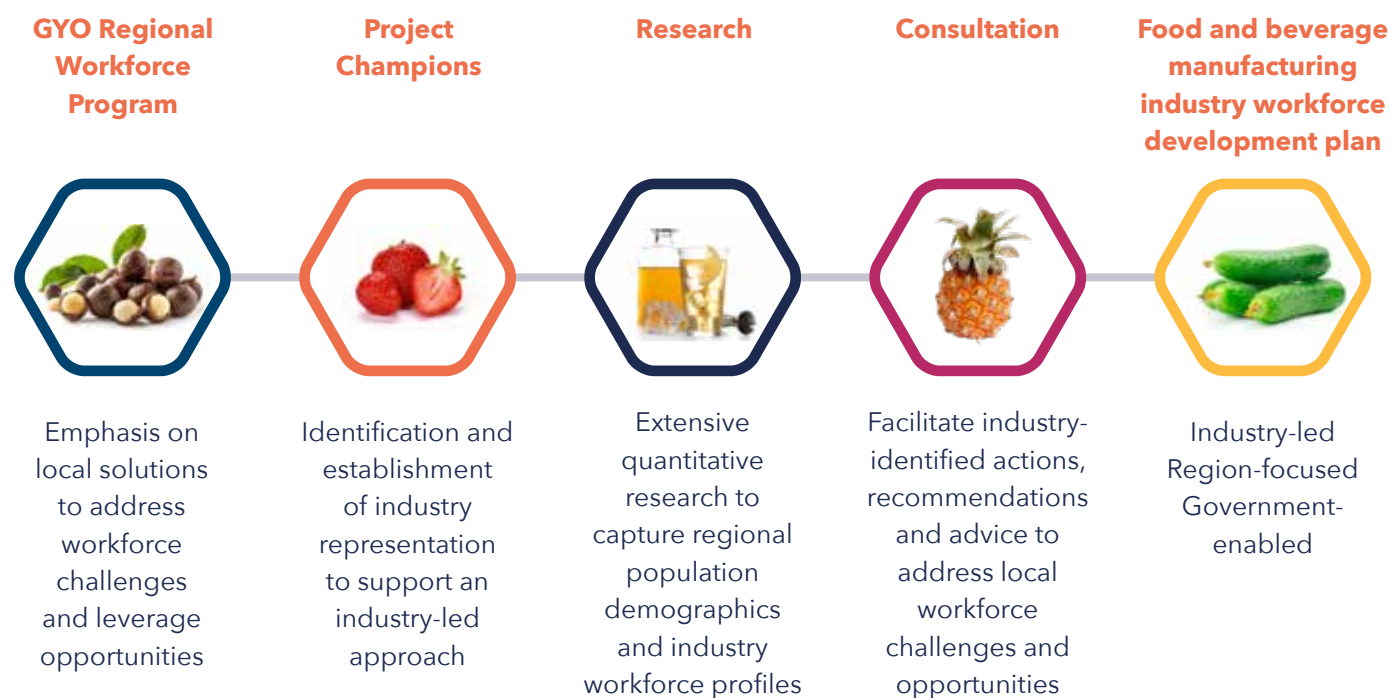 GYO Regional
Workforce
Program
Project
Champions
Research
Consultation
Food and beverage
manufacturing
industry workforce
development plan
Emphasis on
local solutions
to address
workforce
challenges
and leverage
opportunities
Identification and
establishment
of industry
representation
to support an
industry-led
approach
Extensive
quantitative
research to
capture regional
population
demographics
and industry
workforce profiles
Facilitate industry-
identified actions,
recommendations
and advice to
address local
workforce
challenges and
opportunities
Industry-led
Region-focused
Government-
enabled